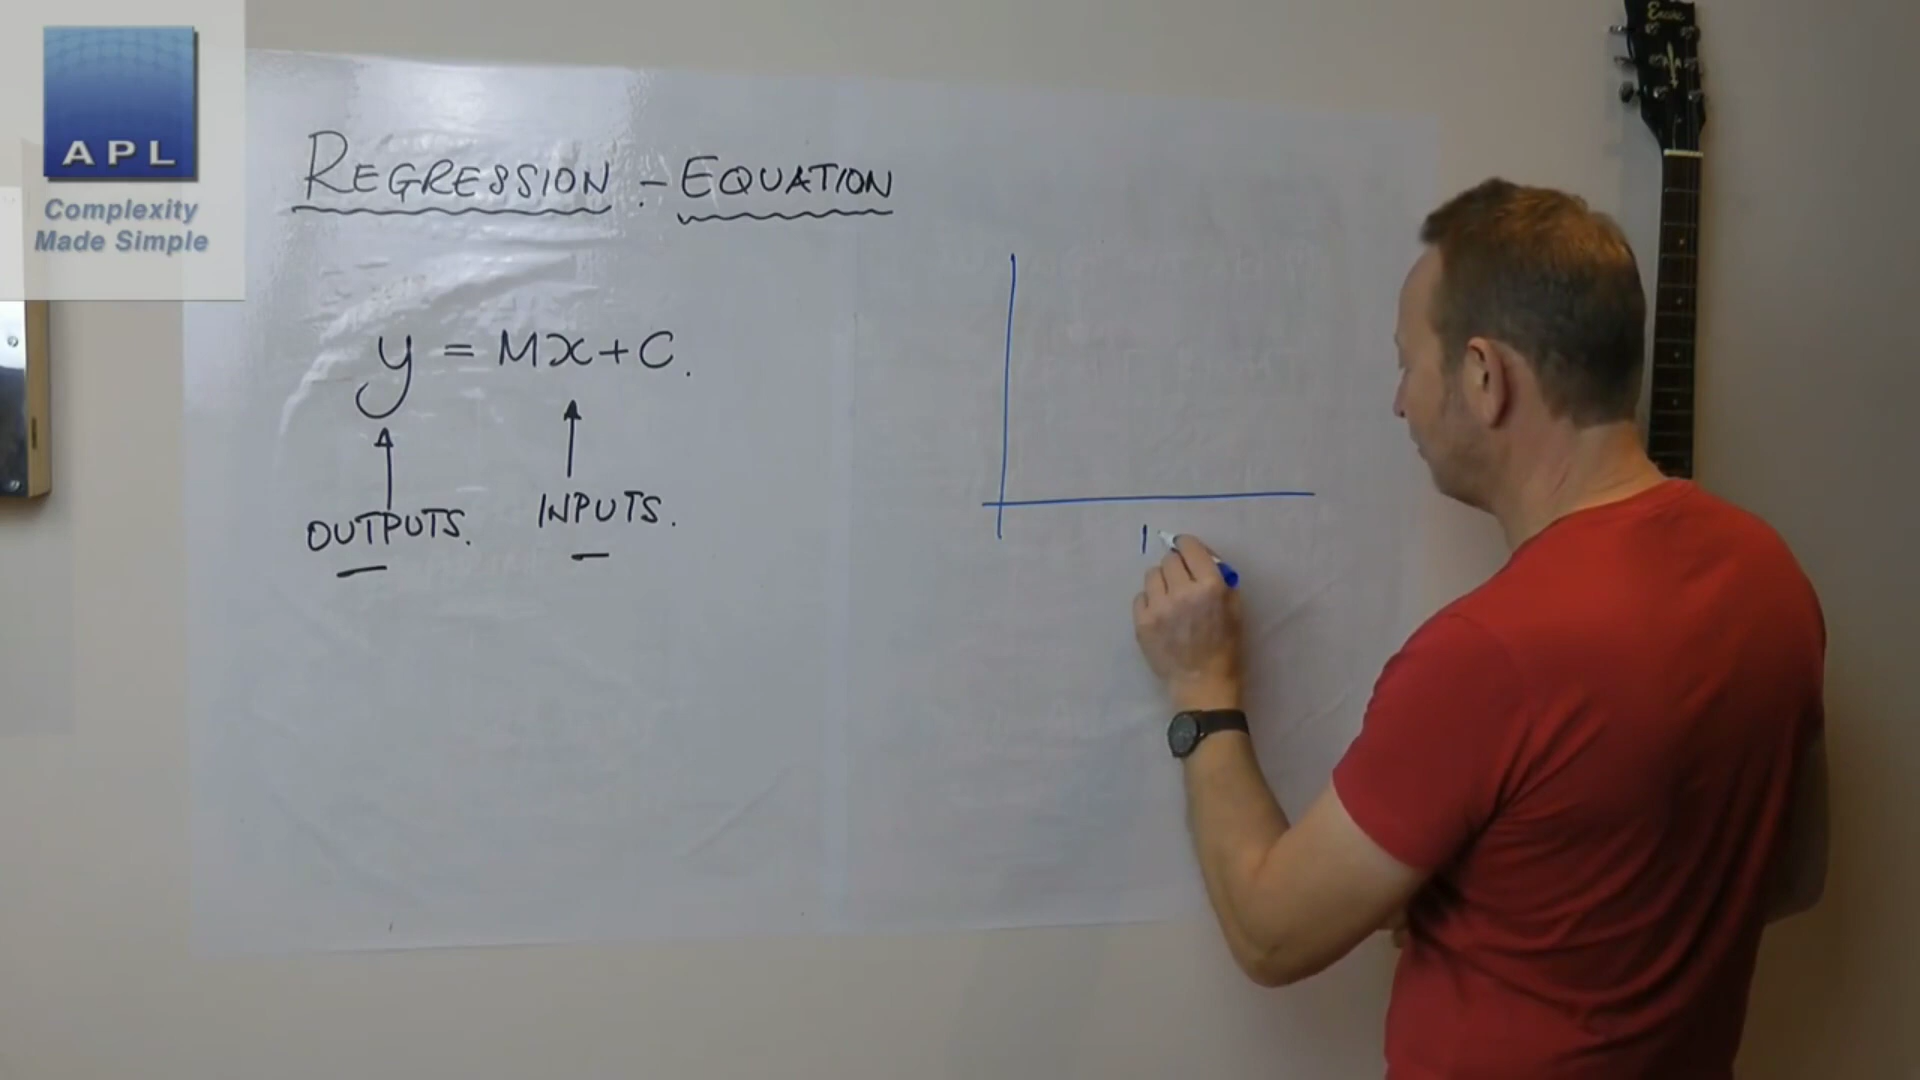 APL
Complexity
Made Simple
REGRESSION - EQUATION
y = Mx + C.
OUTPUTS.
INPUTS.